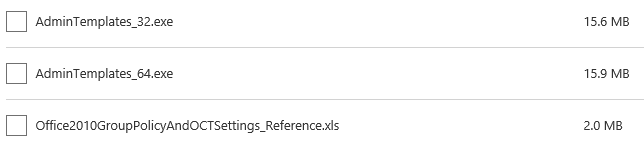 AdminTemplates_32.exe 15.6 MB
AdminTemplates_64.exe 15.9 MB
Office2010GroupPolicyAndOCTSettings_Reference.xls 2.0 MB